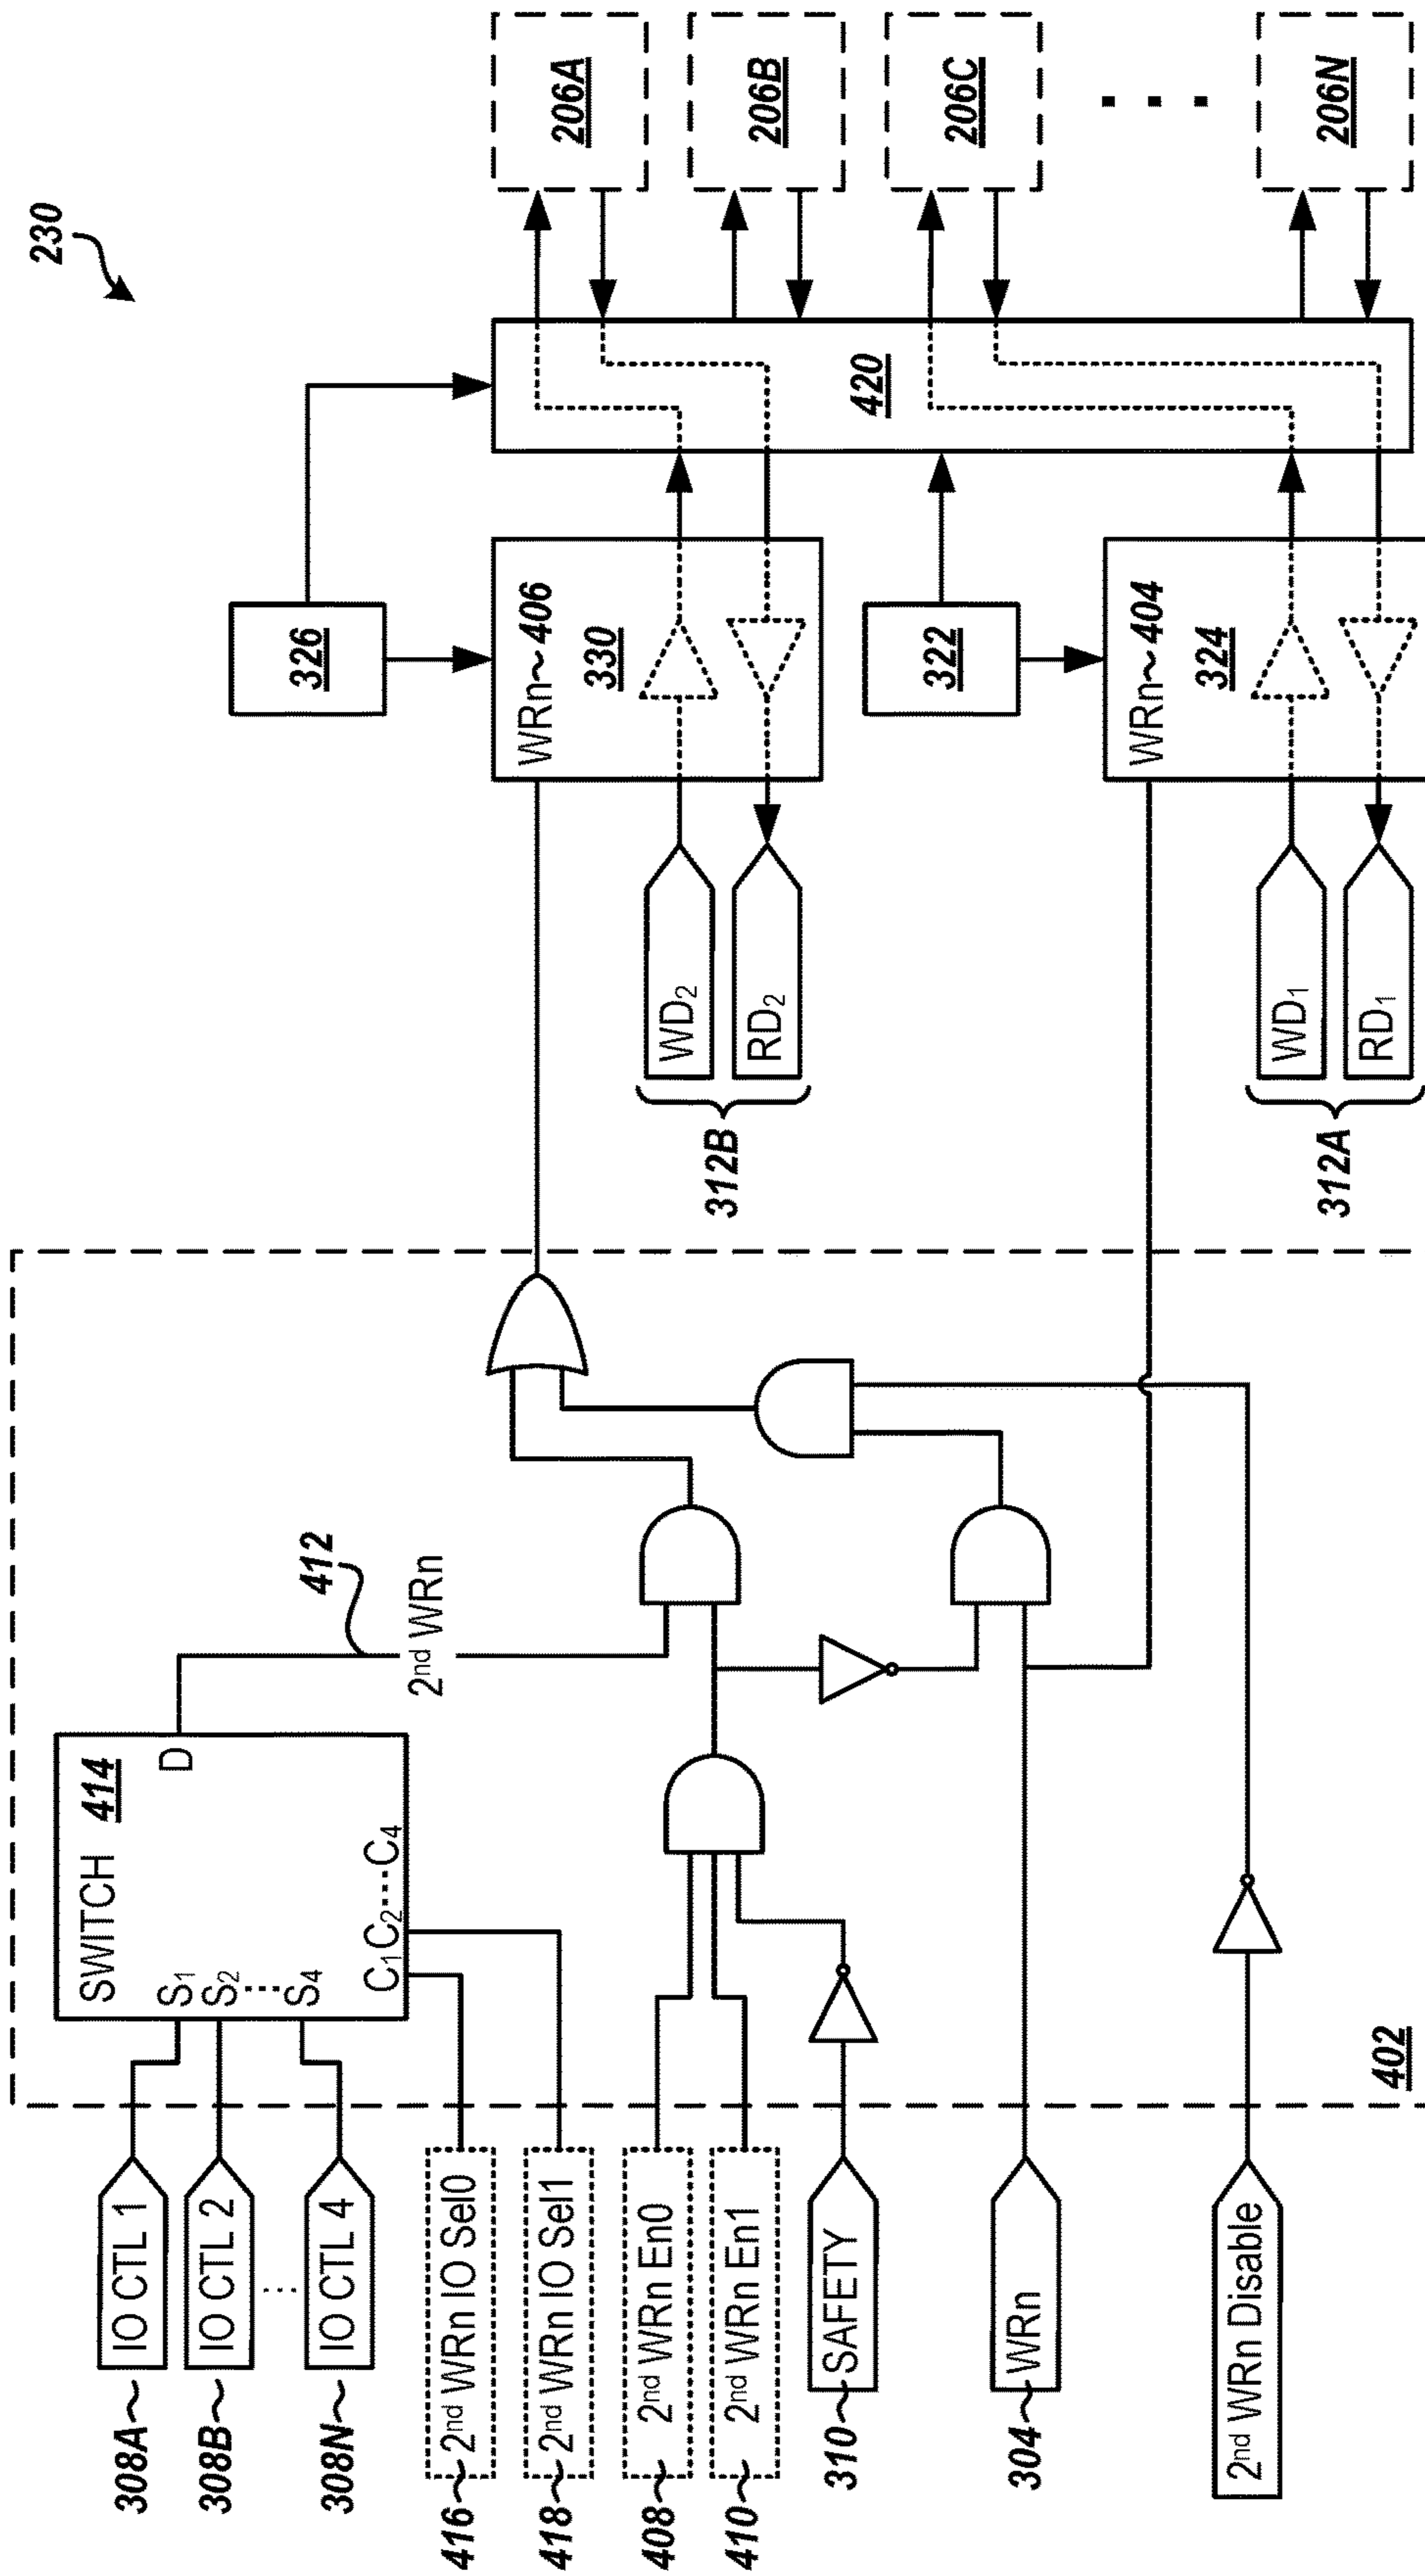 230
308A
IO CTL 1
308B
IO CTL 2
308N
IO CTL 4
416
2nd WRn IO Sel0
418
2nd WRn IO Sel1
408
2nd WRn En0
410
2nd WRn En1
310
SAFETY
304
WRn
2nd WRn Disable
402
SWITCH 414
S1
S2
S4
D
C1 C2 C4
412
2nd WRn
326
WRn 406
330
WD2
RD2
312B
322
WRn 404
324
WD1
RD1
312A
420
206A
206B
206C
206N